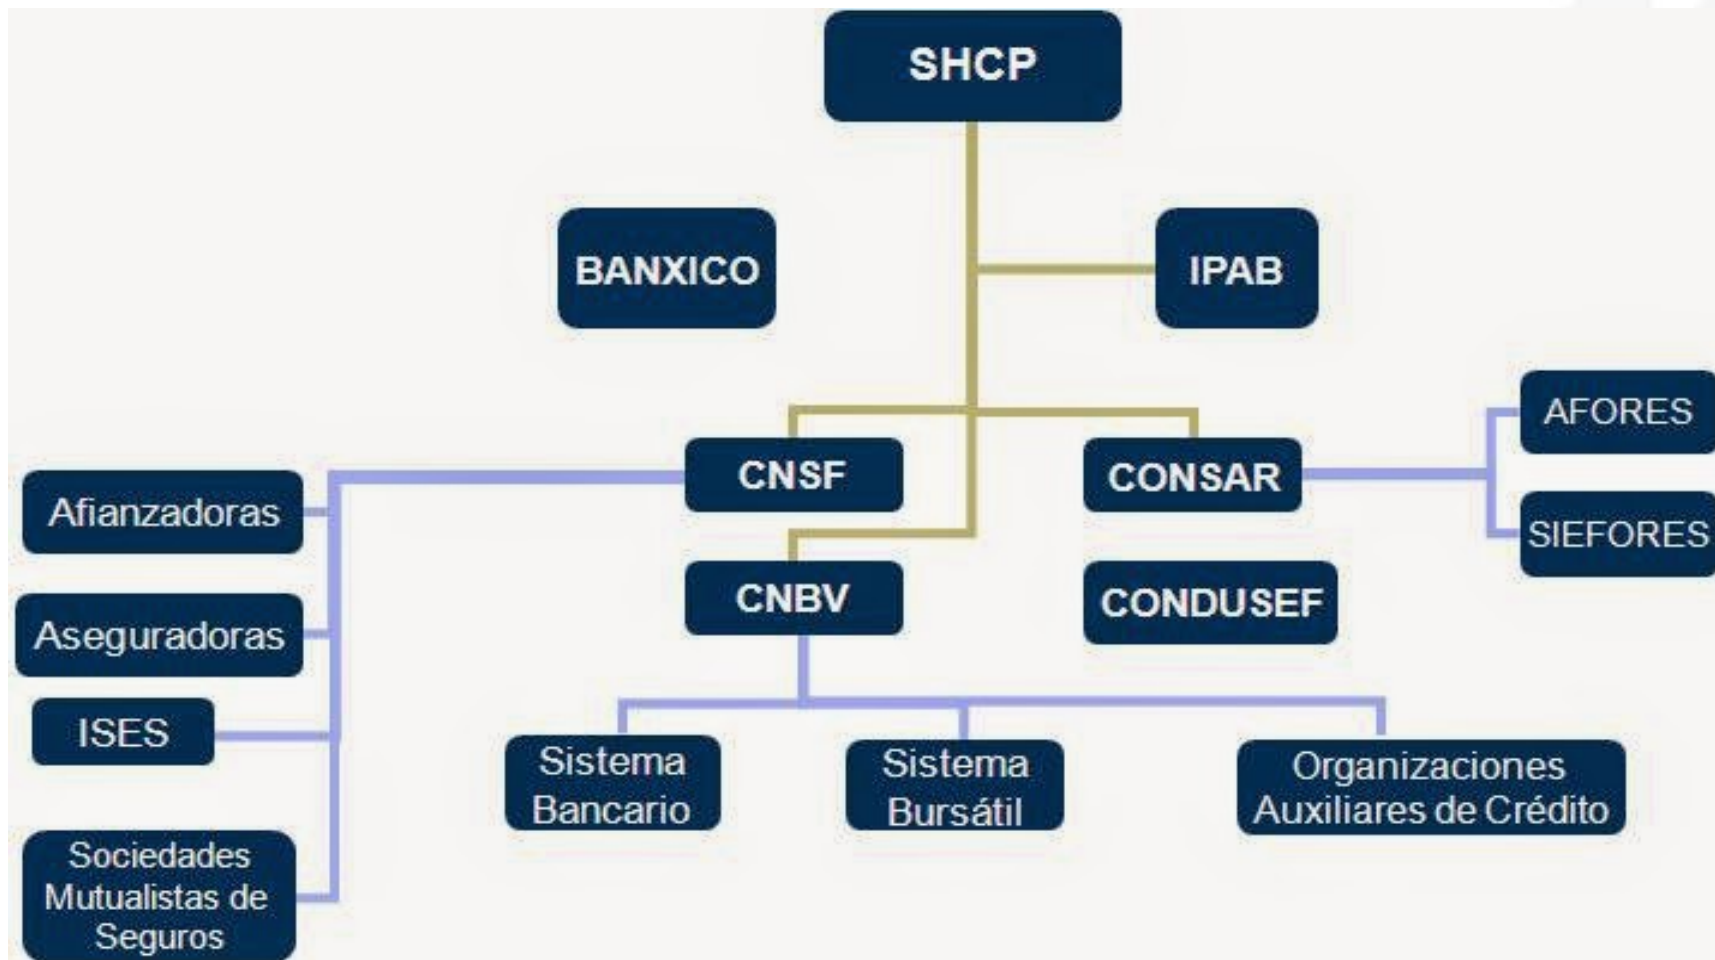 SHCP
BANXICO
IPAB
AFORES
CNSF
CONSAR
Afianzadoras
SIEFORES
CNBV
CONDUSEF
Aseguradoras
ISES
Sistema
Bancario
Sistema
Bursátil
Organizaciones
Auxiliares de Crédito
Sociedades
Mutualistas de
Seguros